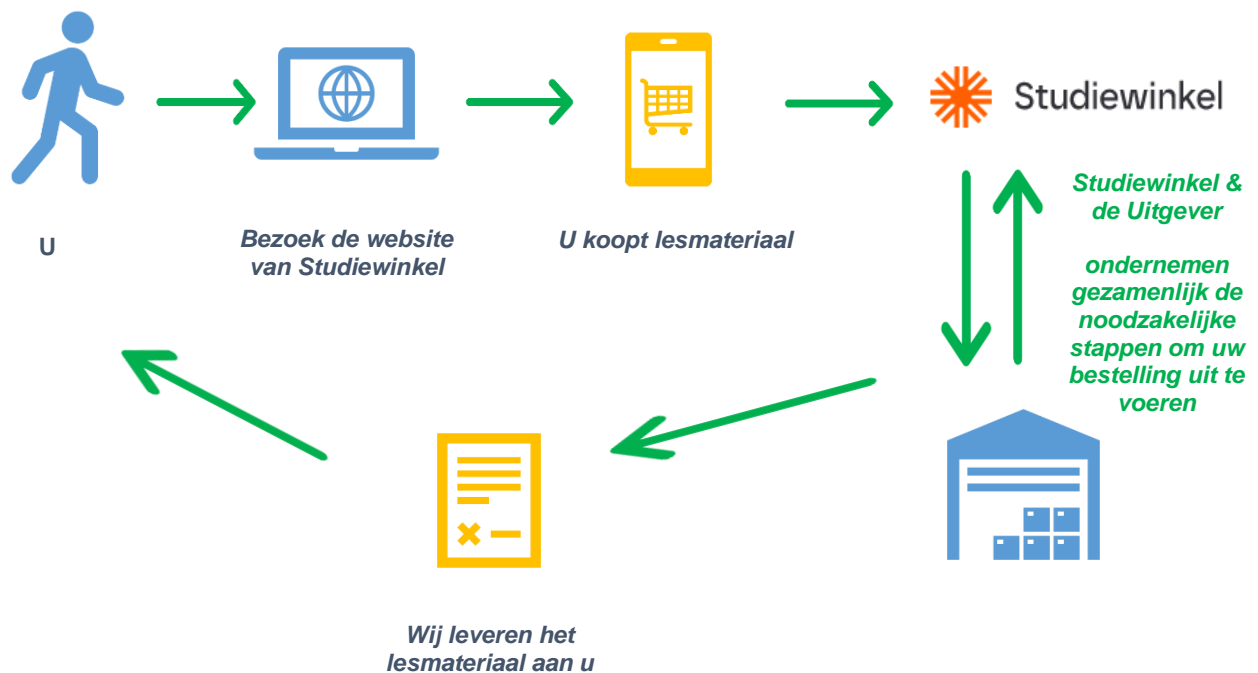 Studiewinkel
U
Bezoek de website
van Studiewinkel
U koopt lesmateriaal
Studiewinkel &
de Uitgever
ondernemen
gezamenlijk de
noodzakelijke
stappen om uw
bestelling uit te
voeren
Wij leveren het
lesmateriaal aan u